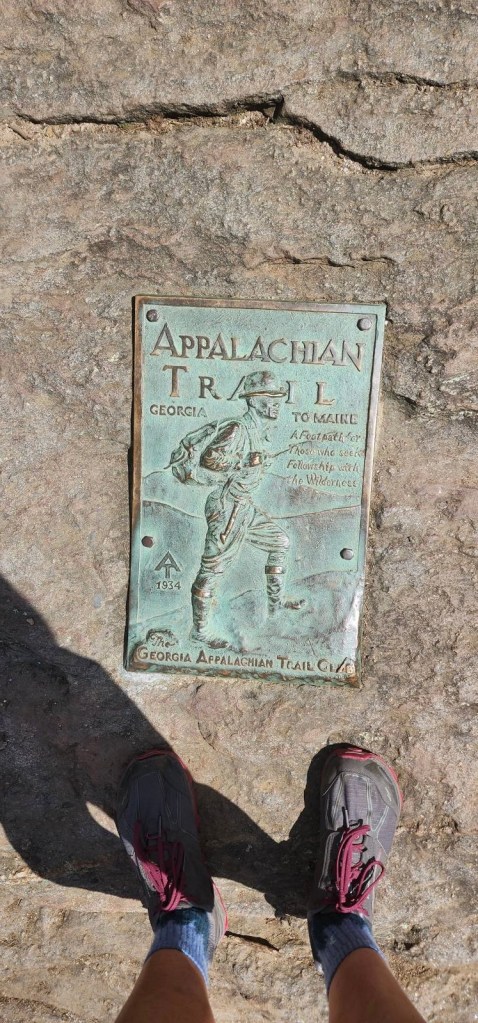 APPALACHIAN
TRAIL
GEORGIA TO MAINE
A Footpath for
Those who seek
Fellowship with
the Wilderness
1934
The
GEORGIA APPALACHIAN TRAIL CLUB